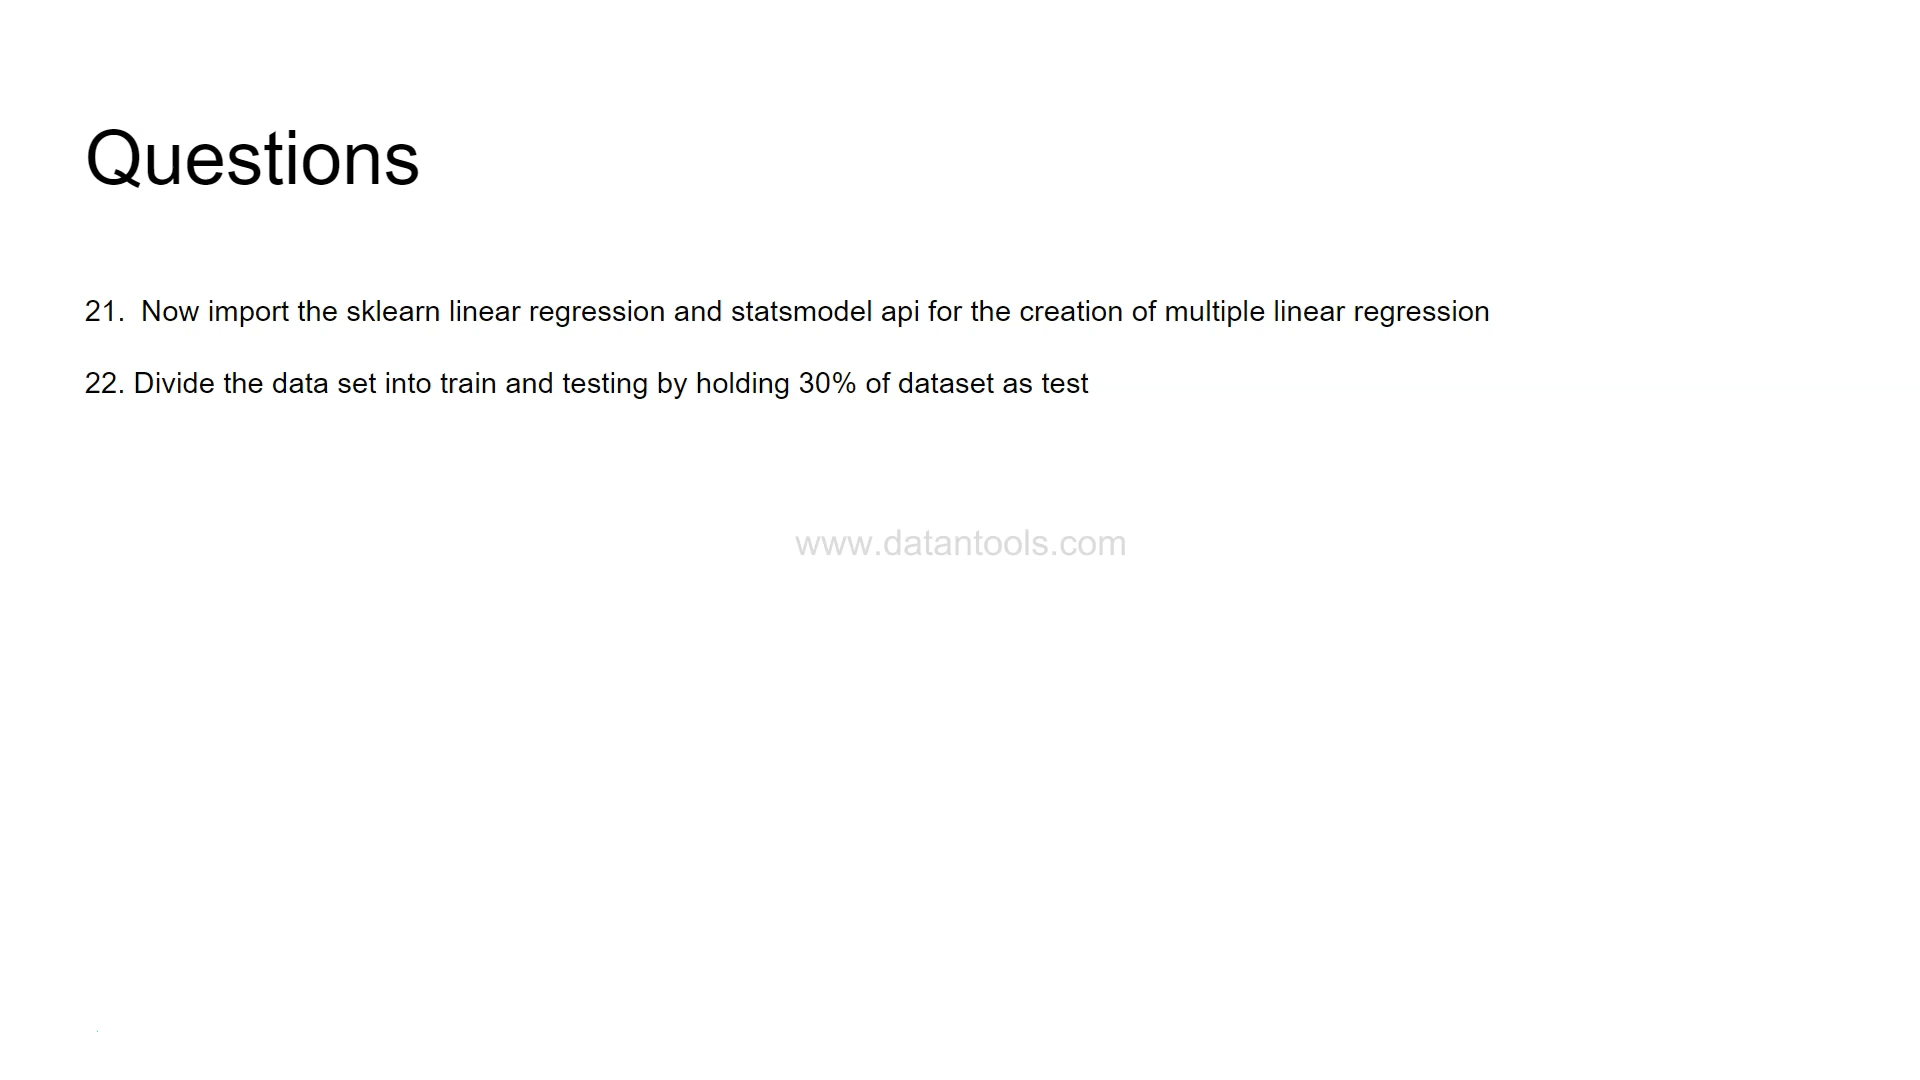 Questions
21. Now import the sklearn linear regression and statsmodel api for the creation of multiple linear regression
22. Divide the data set into train and testing by holding 30% of dataset as test
www.datantools.com